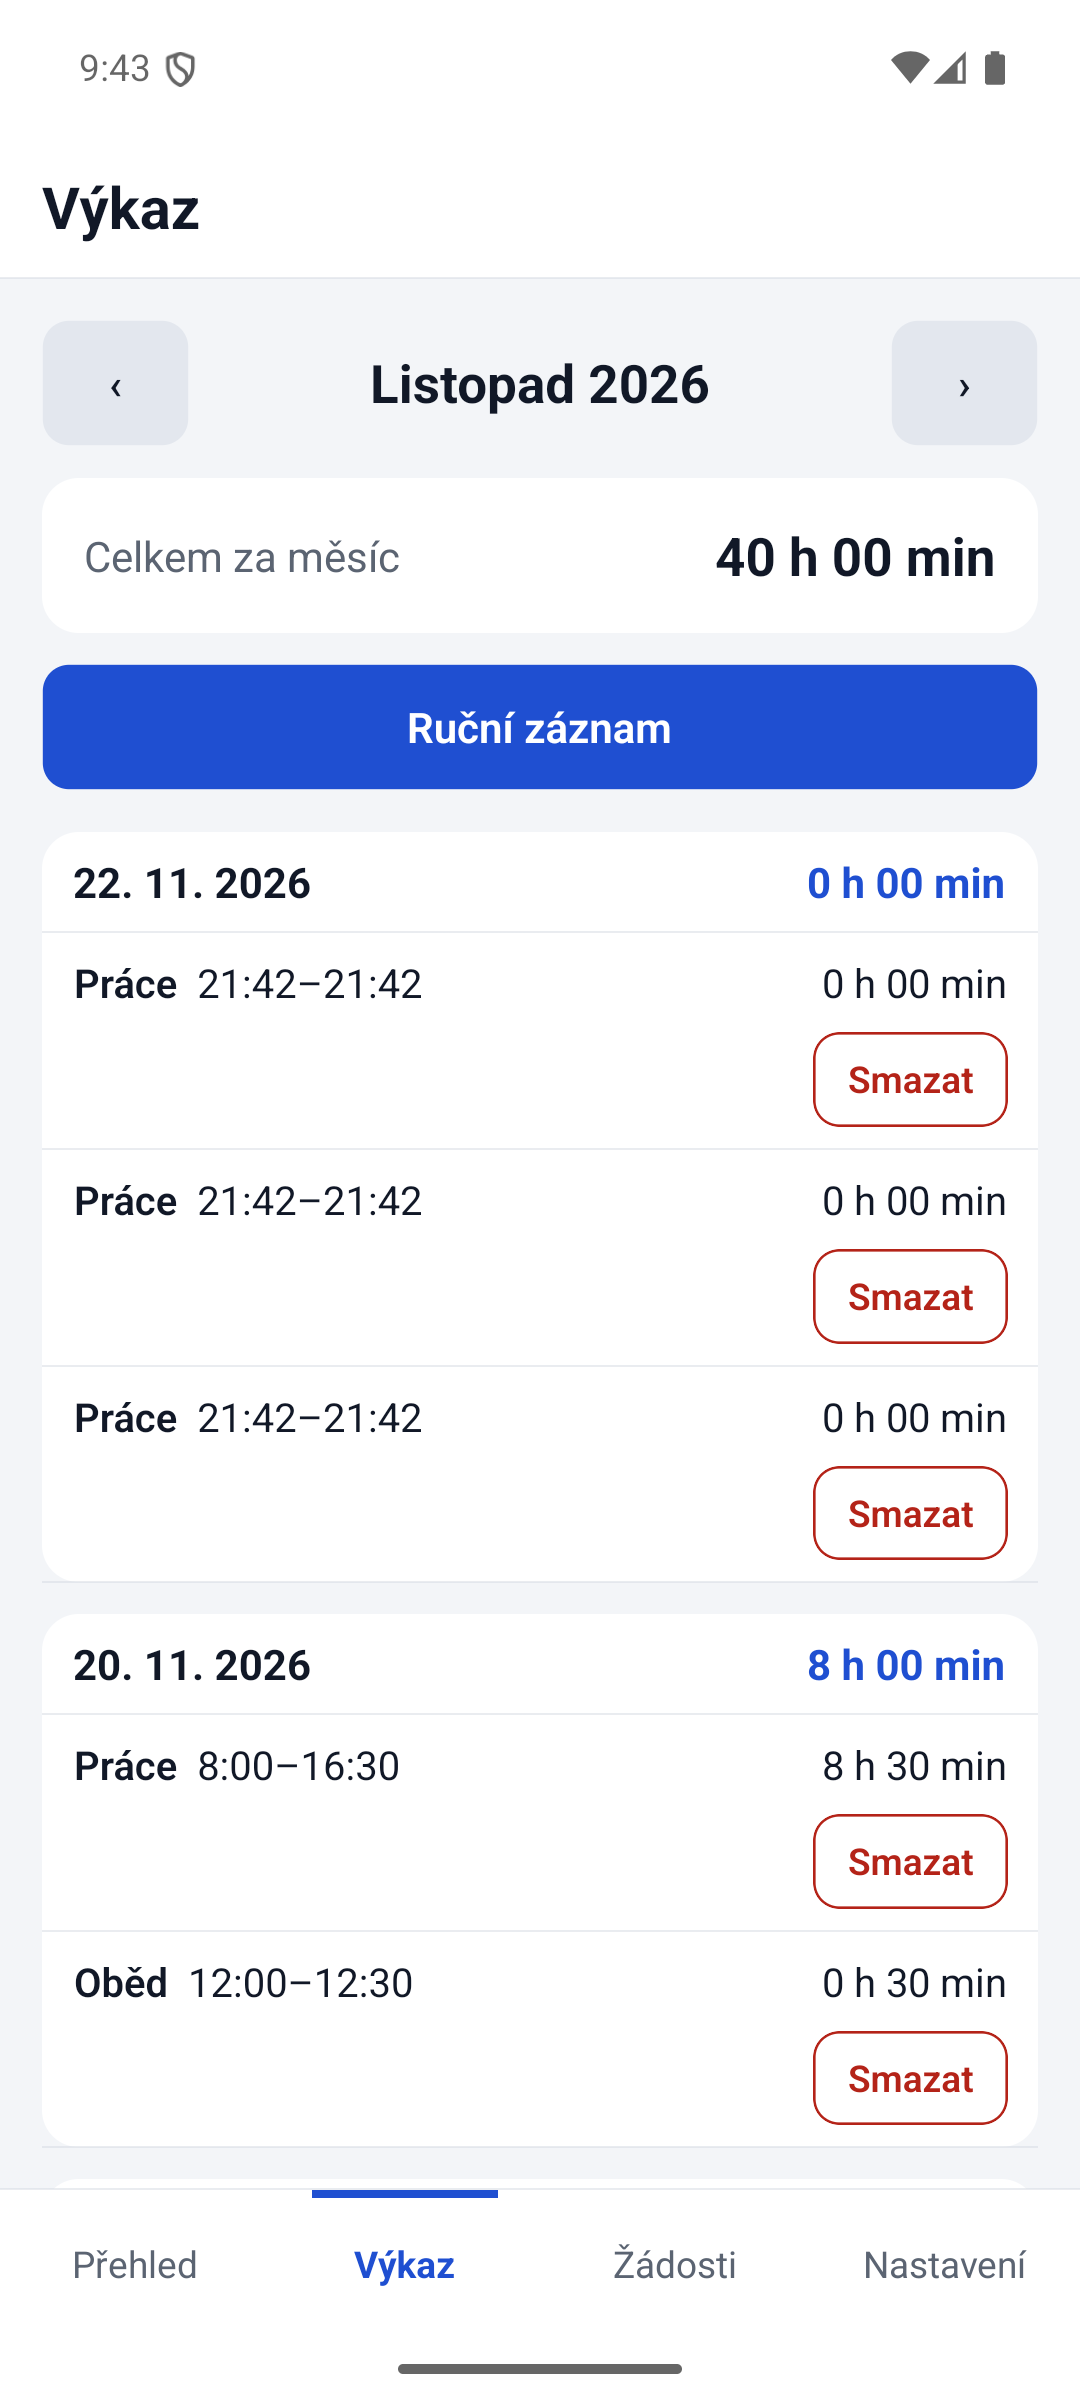 9:43
Výkaz
‹ Listopad 2026 ›
Celkem za měsíc 40 h 00 min
Ruční záznam
22. 11. 2026 0 h 00 min
Práce 21:42–21:42 0 h 00 min
Smazat
Práce 21:42–21:42 0 h 00 min
Smazat
Práce 21:42–21:42 0 h 00 min
Smazat
20. 11. 2026 8 h 00 min
Práce 8:00–16:30 8 h 30 min
Smazat
Oběd 12:00–12:30 0 h 30 min
Smazat
Přehled Výkaz Žádosti Nastavení